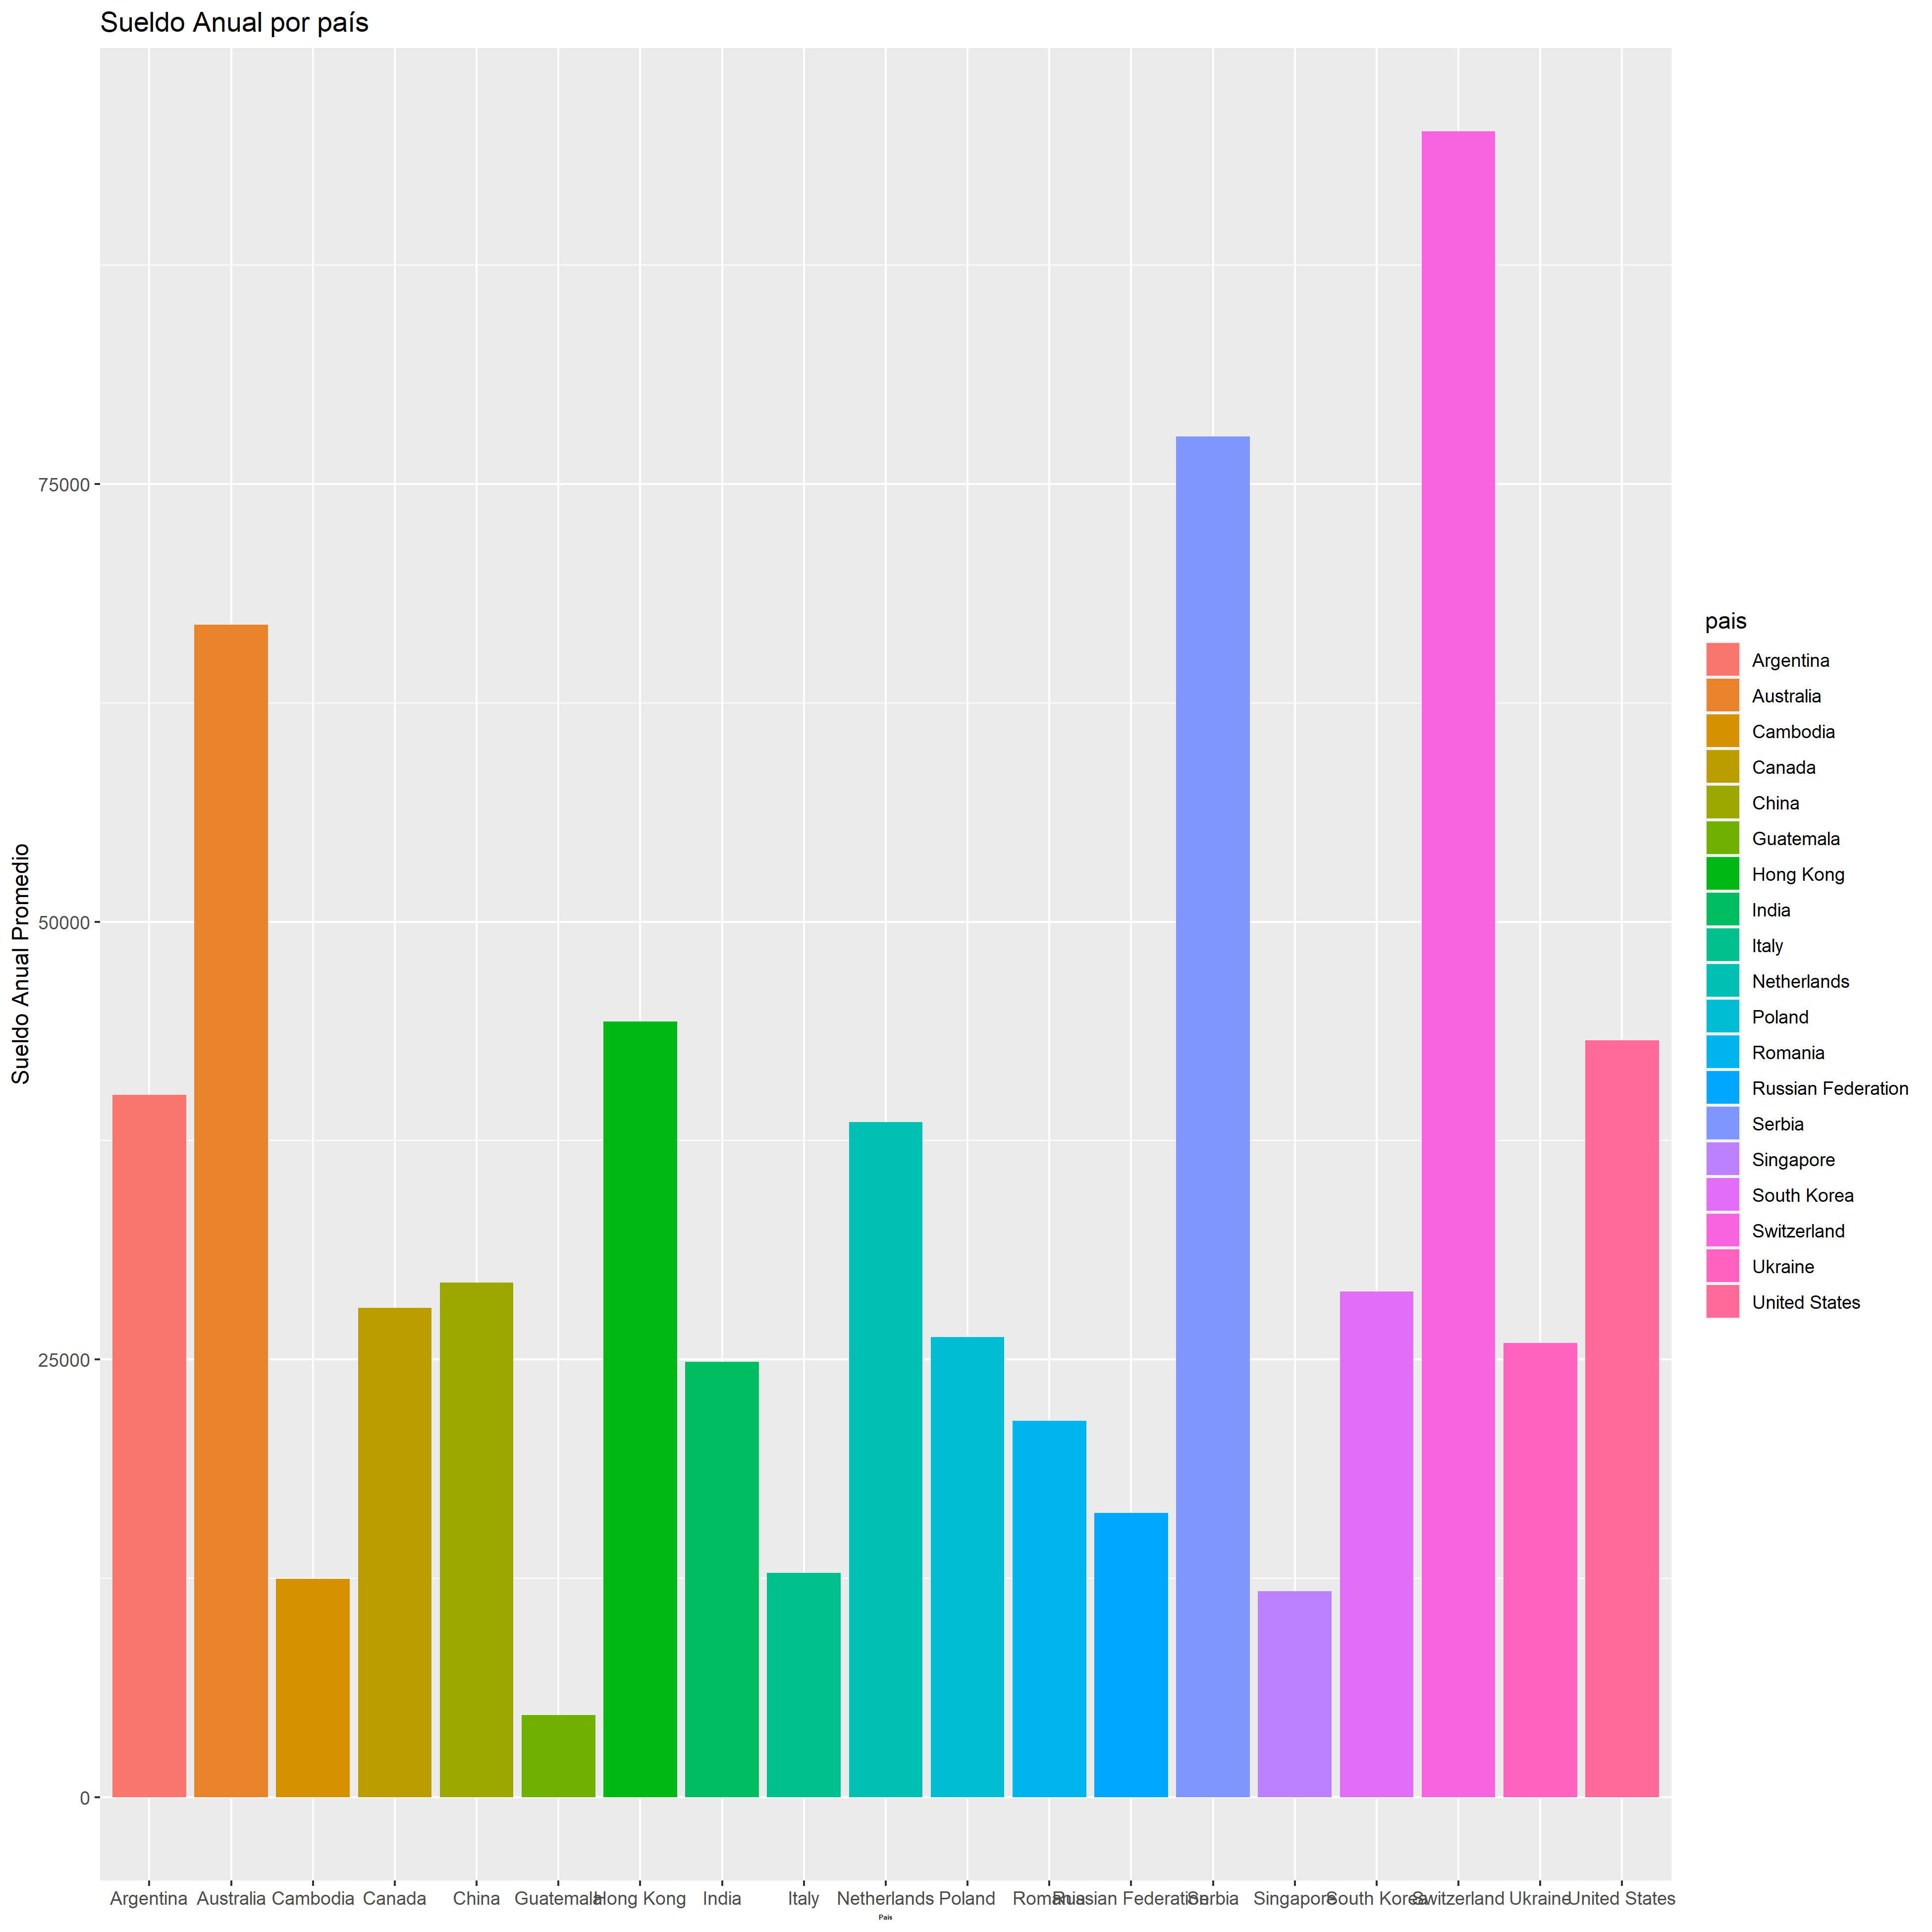 Sueldo Anual por país
Sueldo Anual Promedio
75000
50000
25000
0
Argentina Australia Cambodia Canada China Guatemala Hong Kong India Italy Netherlands Poland Romania Russian Federation Serbia Singapore South Korea Switzerland Ukraine United States
Pais
pais
Argentina
Australia
Cambodia
Canada
China
Guatemala
Hong Kong
India
Italy
Netherlands
Poland
Romania
Russian Federation
Serbia
Singapore
South Korea
Switzerland
Ukraine
United States